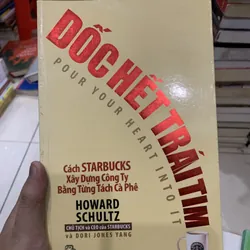 DỐC HẾT TRÁI TIM
POUR YOUR HEART INTO IT
Cách STARBUCKS
Xây Dựng Công Ty
Bằng Từng Tách Cà Phê
HOWARD
SCHULTZ
CHỦ TỊCH và CEO của STARBUCKS
và DORI JONES YANG